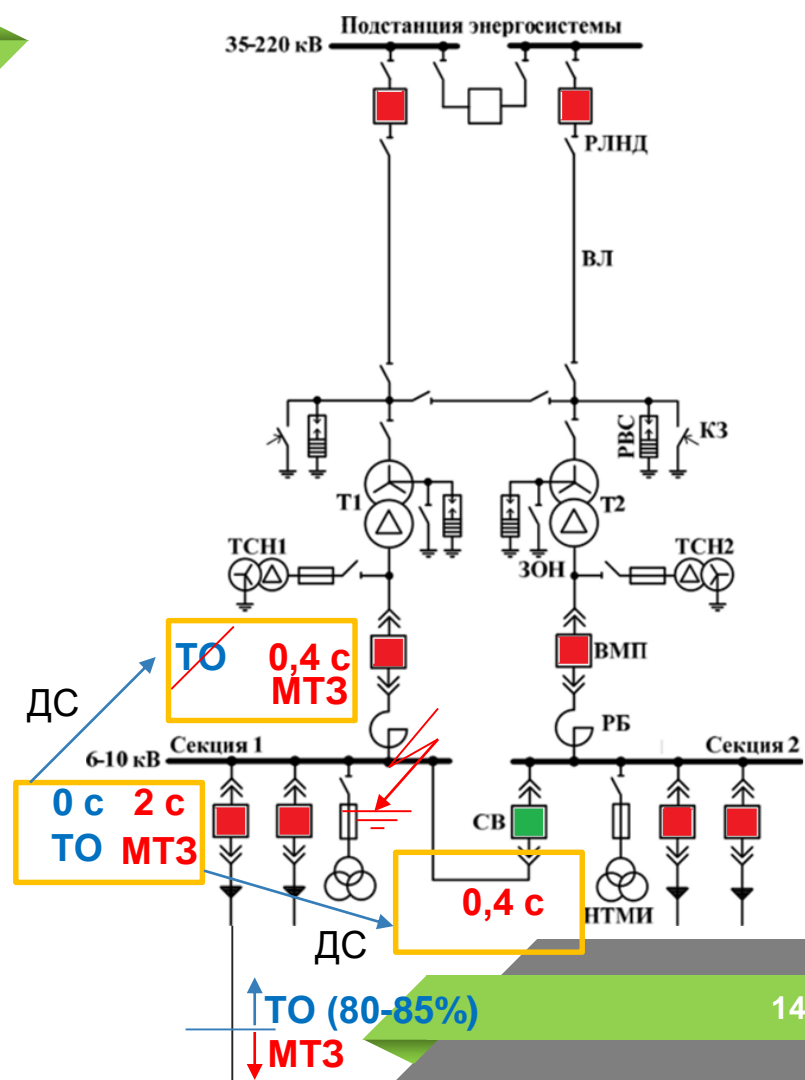 Подстанция энергосистемы
35-220 кВ
РЛНД
ВЛ
РВС
КЗ
Т1
Т2
ТСН1
ТСН2
ЗОН
ТО 0,4 с
МТЗ
ВМП
ДС
РБ
Секция 1
Секция 2
6-10 кВ
0 с 2 с
ТО МТЗ
СВ
0,4 с
НТМИ
ДС
ТО (80-85%)
14
МТЗ